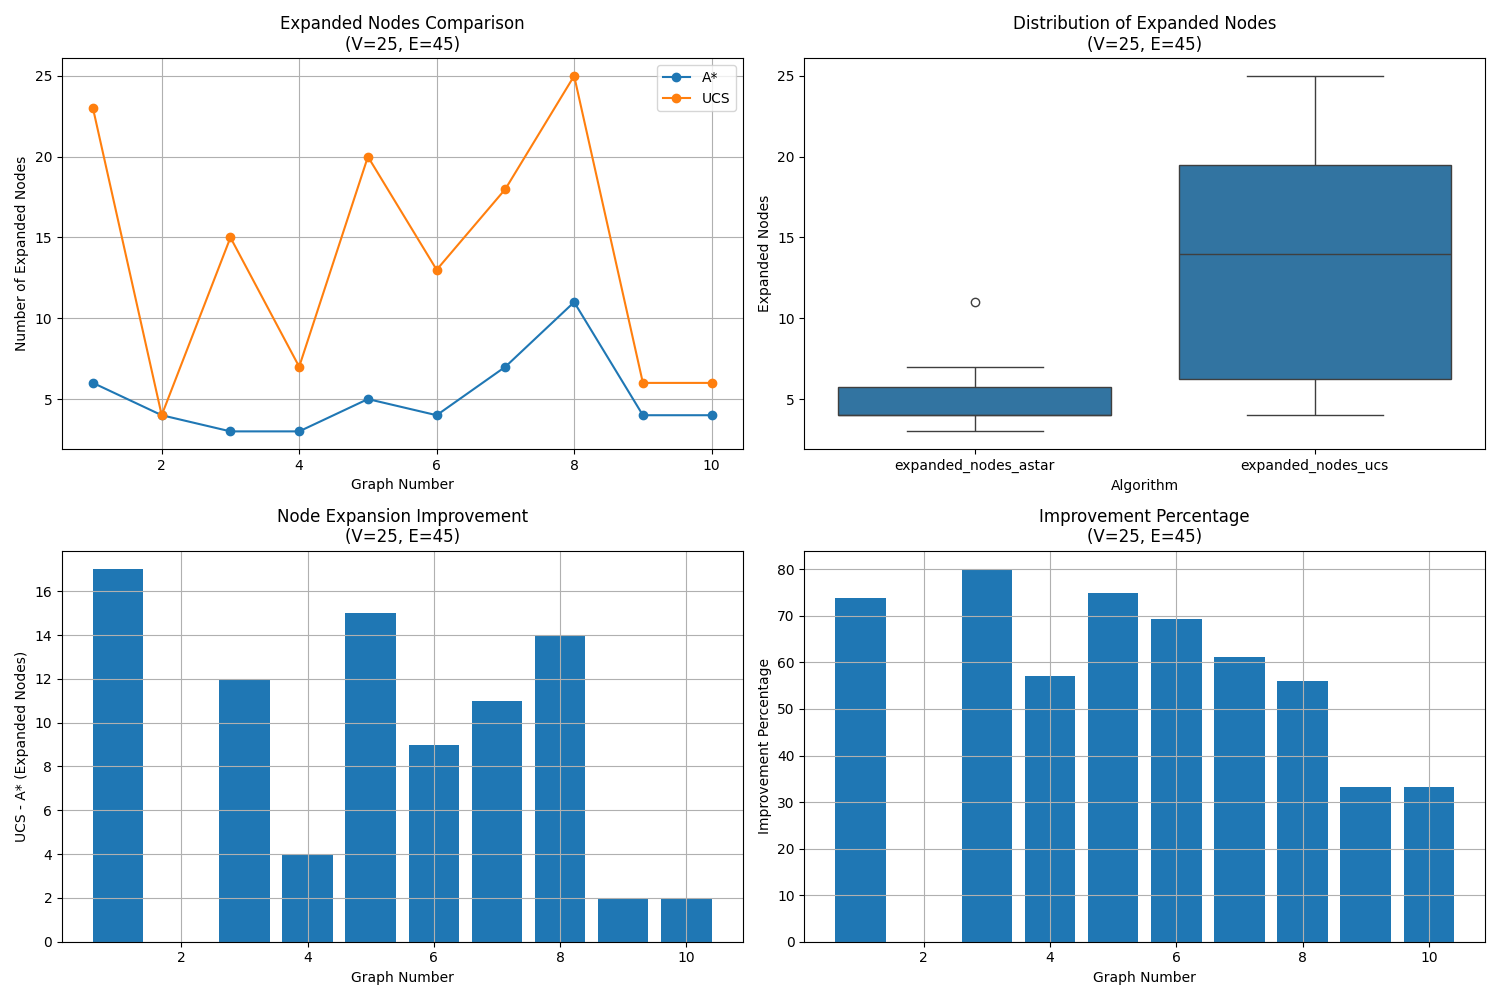 Expanded Nodes Comparison
(V=25, E=45)
Number of Expanded Nodes
25
20
15
10
5
A*
UCS
2 4 6 8 10
Graph Number
Distribution of Expanded Nodes
(V=25, E=45)
Expanded Nodes
25
20
15
10
5
expanded_nodes_astar expanded_nodes_ucs
Algorithm
Node Expansion Improvement
(V=25, E=45)
UCS - A* (Expanded Nodes)
16
14
12
10
8
6
4
2
0
2 4 6 8 10
Graph Number
Improvement Percentage
(V=25, E=45)
Improvement Percentage
80
70
60
50
40
30
20
10
0
2 4 6 8 10
Graph Number